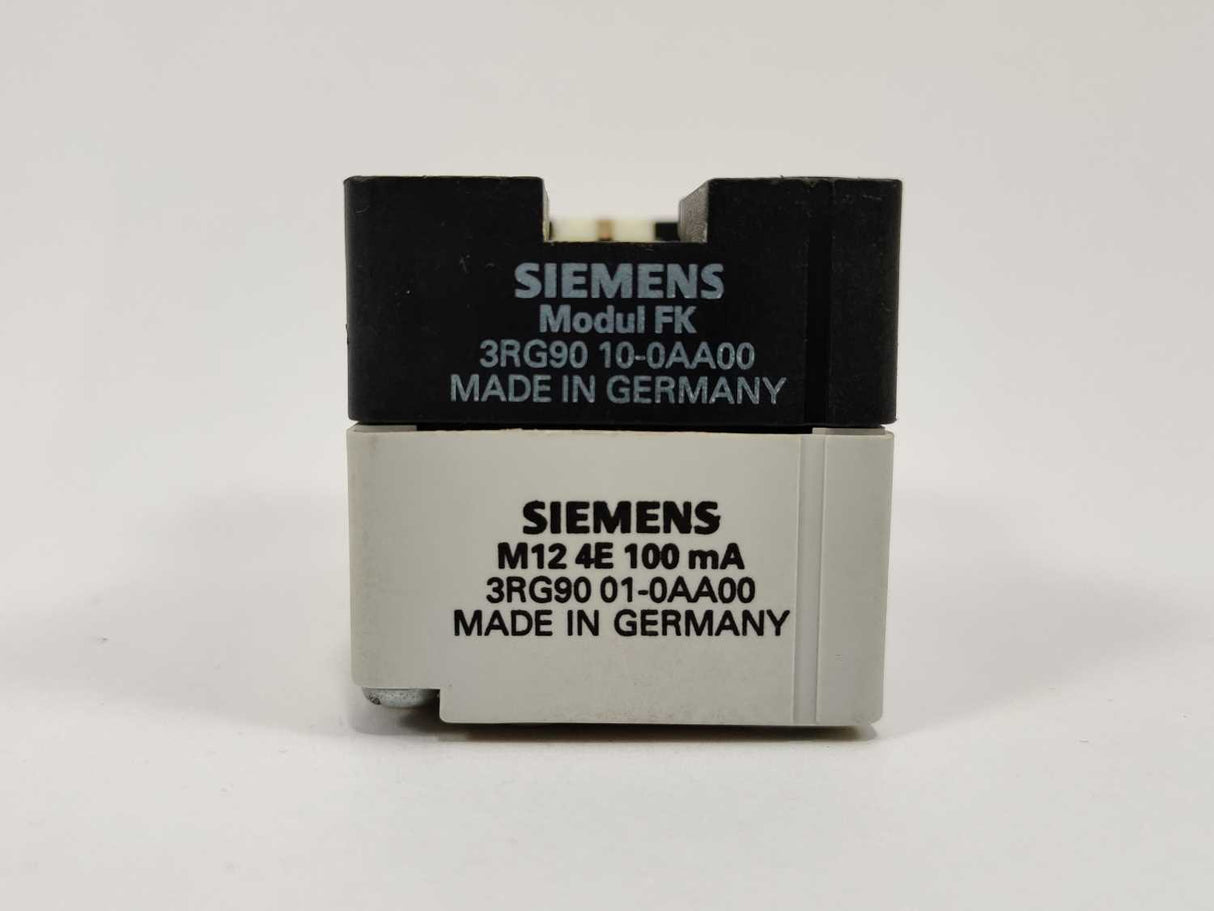 SIEMENS
Modul FK
3RG90 10-0AA00
MADE IN GERMANY
SIEMENS
M12 4E 100 mA
3RG90 01-0AA00
MADE IN GERMANY